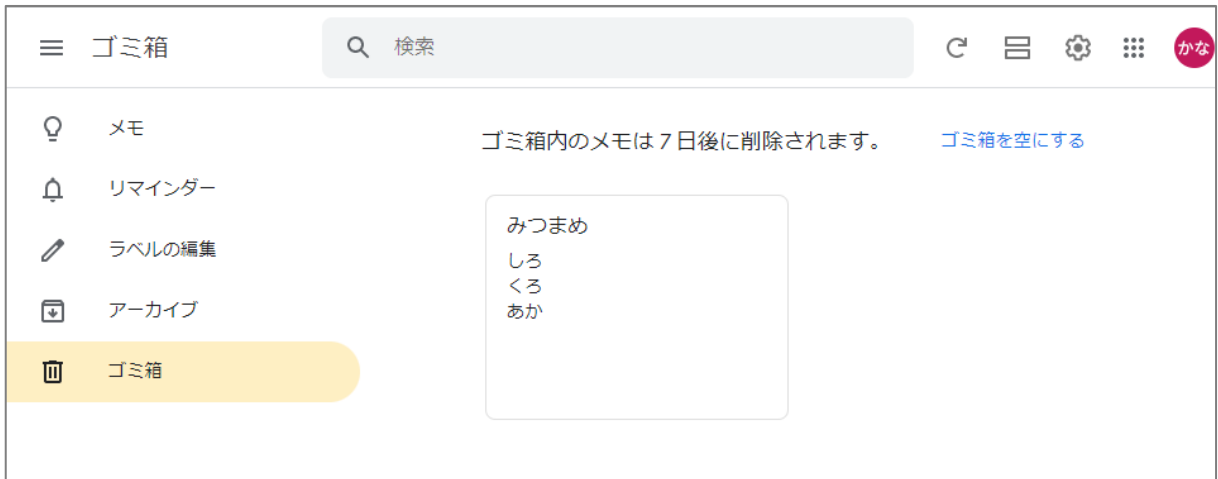 ゴミ箱
検索
かな
メモ
リマインダー
ラベルの編集
アーカイブ
ゴミ箱
ゴミ箱内のメモは7日後に削除されます。
ゴミ箱を空にする
みつまめ
しろ
くろ
あか